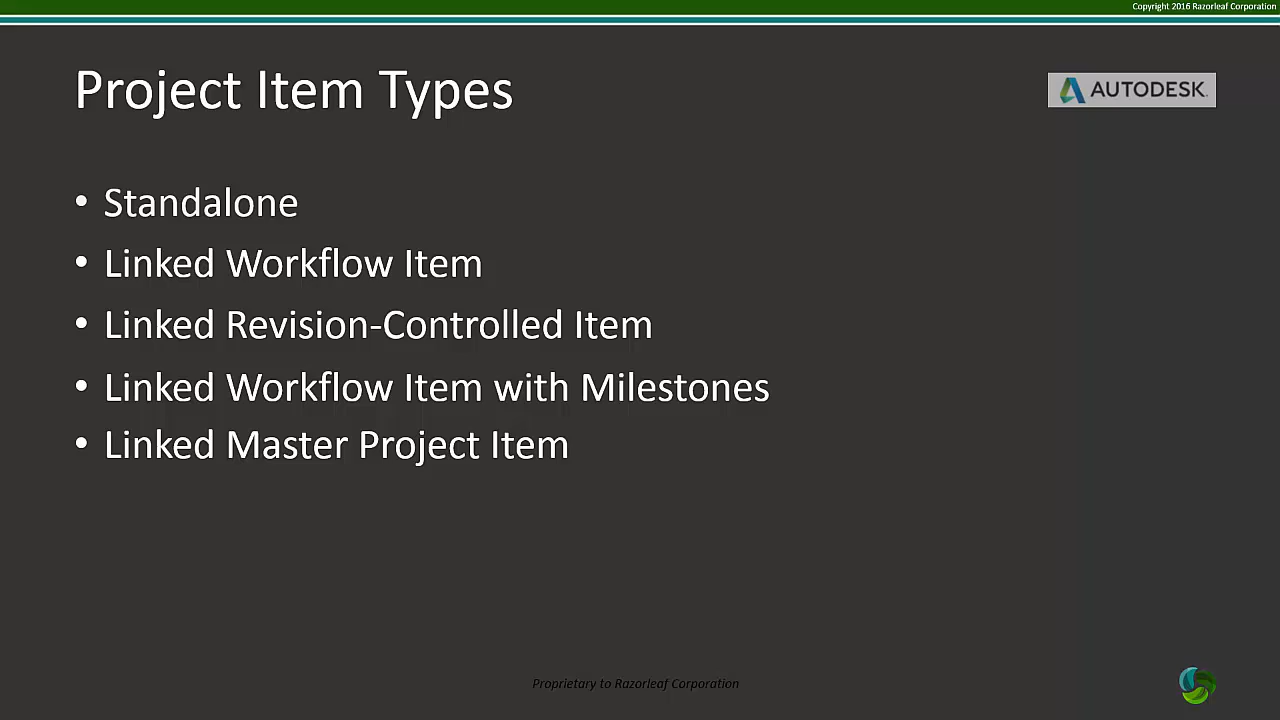 Copyright 2016 Razorleaf Corporation
Project Item Types
AUTODESK.
• Standalone
• Linked Workflow Item
• Linked Revision-Controlled Item
• Linked Workflow Item with Milestones
• Linked Master Project Item
Proprietary to Razorleaf Corporation